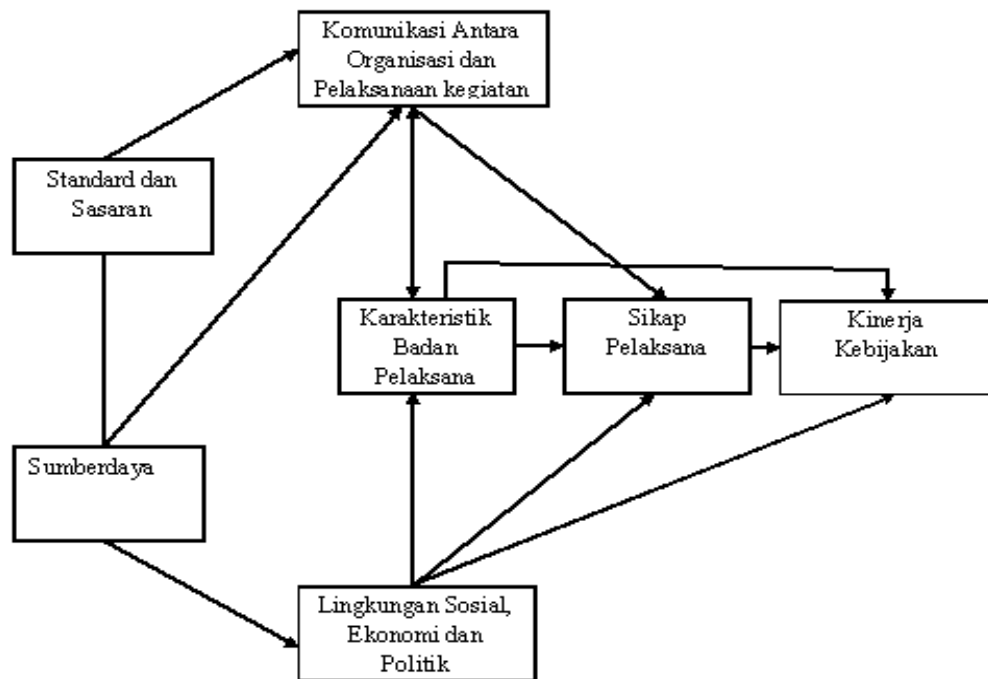 Komunikasi Antara
Organisasi dan
Pelaksanaan kegiatan
Standard dan
Sasaran
Karakteristik
Badan
Pelaksana
Sikap
Pelaksana
Kinerja
Kebijakan
Sumberdaya
Lingkungan Sosial,
Ekonomi dan
Politik